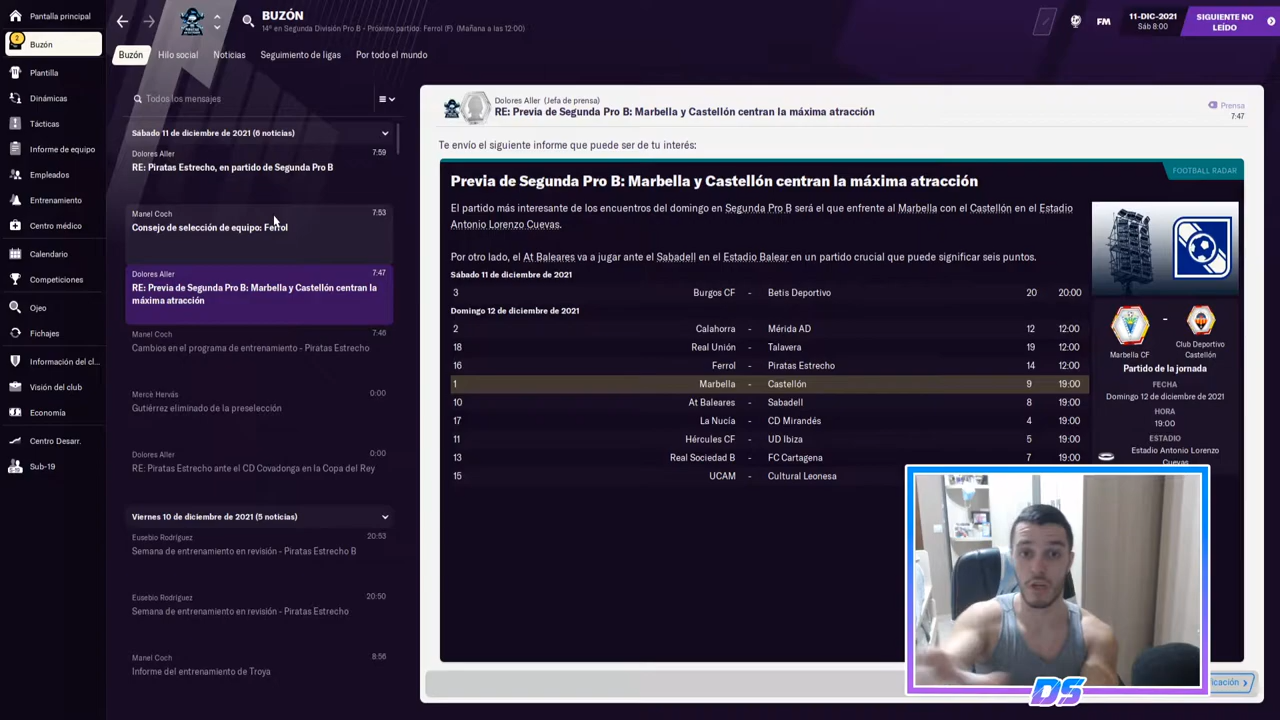 Pantalla principal
2
Buzón
Plantilla
Dinámicas
Tácticas
Informe de equipo
Empleados
Entrenamiento
Centro médico
Calendario
Competiciones
Ojeo
Fichajes
Información del cl...
Visión del club
Economía
Centro Desarr.
Sub-19
BUZÓN
14º en Segunda División Pro B - Próximo partido: Ferrol (F) (Mañana a las 12:00)
FM
11-DIC-2021
Sáb 8:00
SIGUIENTE NO LEÍDO
Buzón
Hilo social
Noticias
Seguimiento de ligas
Por todo el mundo
Todos los mensajes
Sábado 11 de diciembre de 2021 (6 noticias)
Dolores Aller 7:59
RE: Piratas Estrecho, en partido de Segunda Pro B
Manel Coch 7:53
Consejo de selección de equipo: Ferrol
Dolores Aller 7:47
RE: Previa de Segunda Pro B: Marbella y Castellón centran la
máxima atracción
Manel Coch 7:46
Cambios en el programa de entrenamiento - Piratas Estrecho
Mercè Hervás 0:00
Gutiérrez eliminado de la preselección
Dolores Aller 0:00
RE: Piratas Estrecho ante el CD Covadonga en la Copa del Rey
Viernes 10 de diciembre de 2021 (5 noticias)
Eusebio Rodríguez 20:53
Semana de entrenamiento en revisión - Piratas Estrecho B
Eusebio Rodríguez 20:50
Semana de entrenamiento en revisión - Piratas Estrecho
Manel Coch 8:56
Informe del entrenamiento de Troya
Dolores Aller (Jefa de prensa)
RE: Previa de Segunda Pro B: Marbella y Castellón centran la máxima atracción
Prensa
7:47
Te envío el siguiente informe que puede ser de tu interés:
FOOTBALL RADAR
Previa de Segunda Pro B: Marbella y Castellón centran la máxima atracción
El partido más interesante de los encuentros del domingo en Segunda Pro B será el que enfrente al Marbella con el Castellón en el Estadio
Antonio Lorenzo Cuevas.
Por otro lado, el At Baleares va a jugar ante el Sabadell en el Estadio Balear en un partido crucial que puede significar seis puntos.
Sábado 11 de diciembre de 2021
3 Burgos CF - Betis Deportivo 20 20:00
Domingo 12 de diciembre de 2021
2 Calahorra - Mérida AD 12 12:00
18 Real Unión - Talavera 19 12:00
16 Ferrol - Piratas Estrecho 14 12:00
1 Marbella - Castellón 9 19:00
10 At Baleares - Sabadell 8 19:00
17 La Nucía - CD Mirandés 4 19:00
11 Hércules CF - UD Ibiza 5 19:00
13 Real Sociedad B - FC Cartagena 7 19:00
15 UCAM - Cultural Leonesa
Marbella CF - Club Deportivo Castellón
Partido de la jornada
FECHA
Domingo 12 de diciembre de 2021
HORA
19:00
ESTADIO
Estadio Antonio Lorenzo
Cuevas
DS